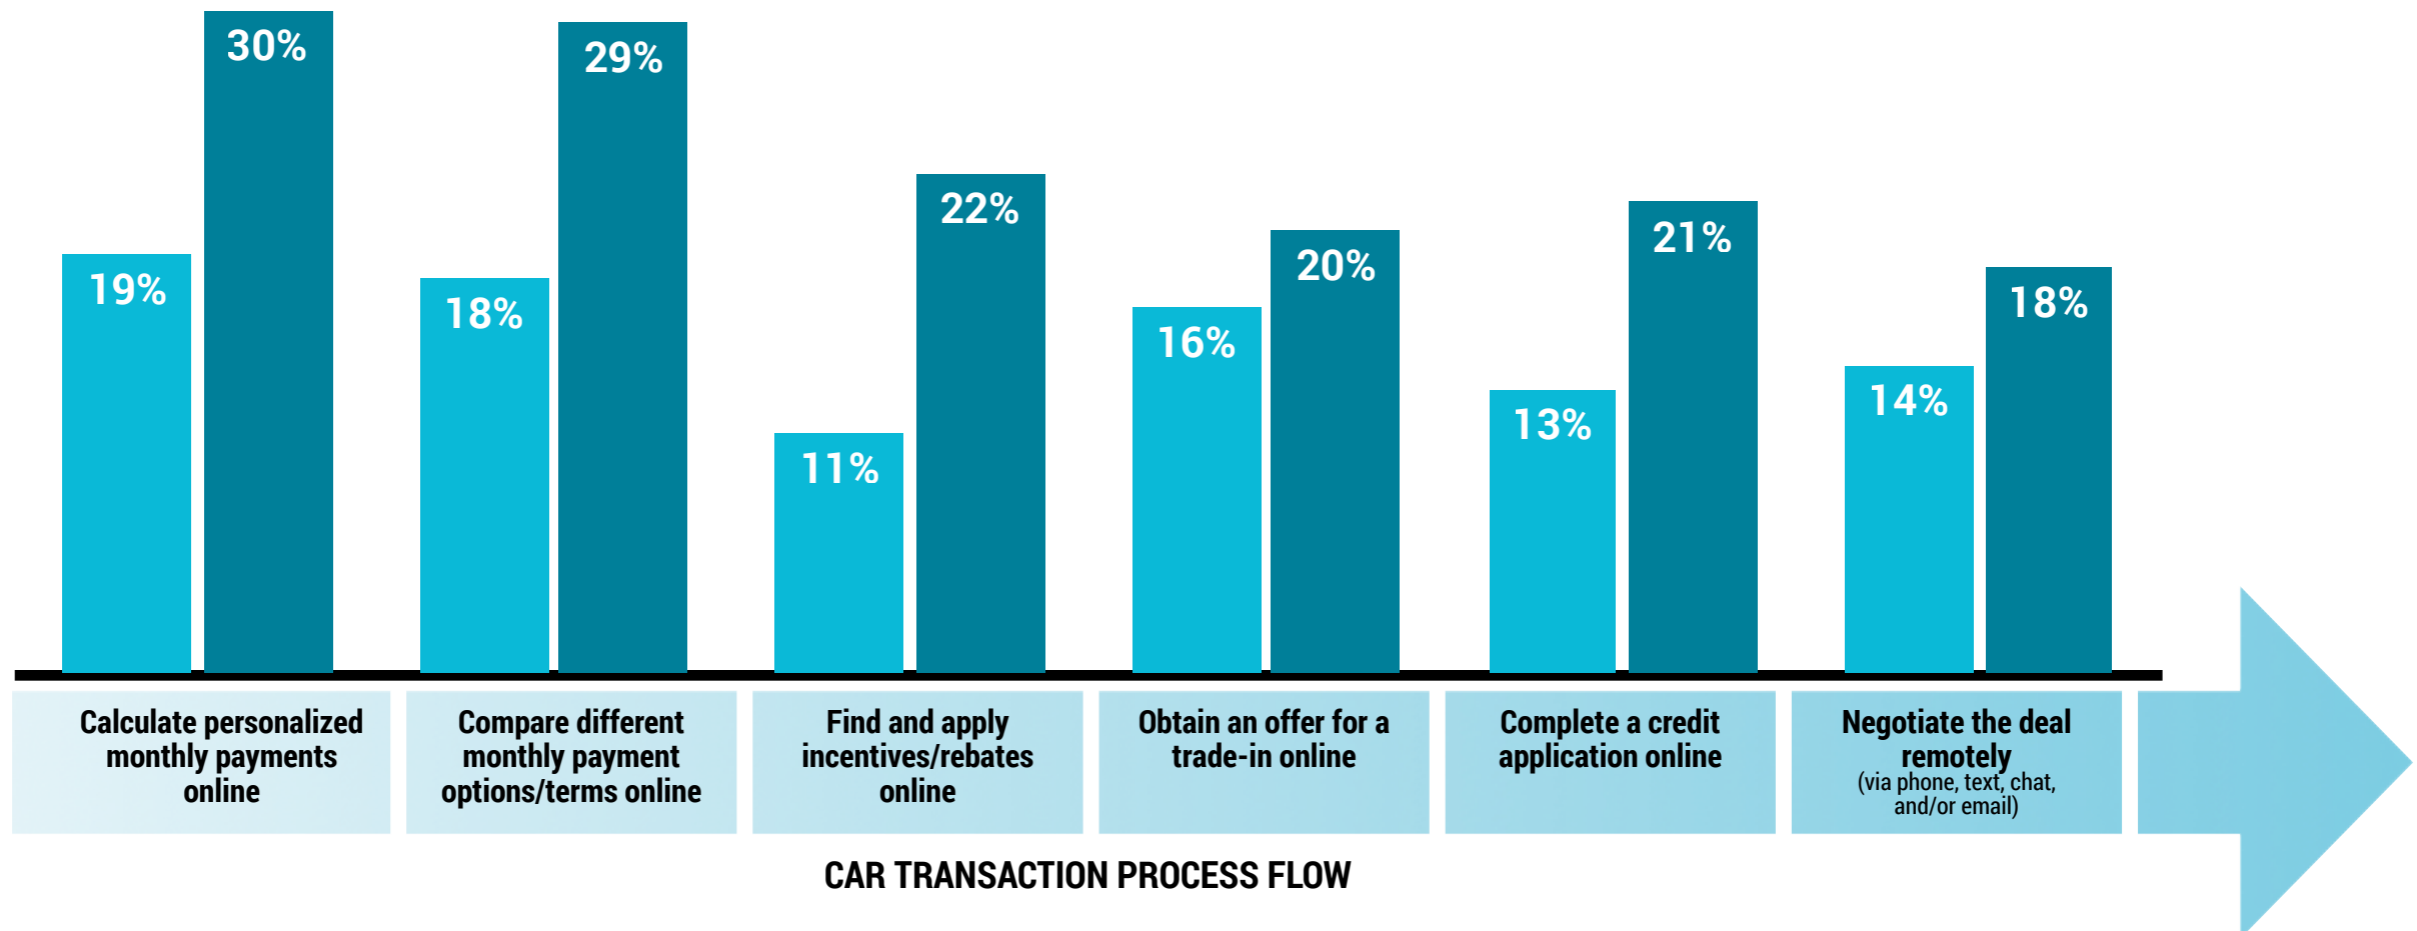 30%
29%
22%
20%
21%
18%
19%
18%
11%
16%
13%
14%
Calculate personalized
monthly payments
online
Compare different
monthly payment
options/terms online
Find and apply
incentives/rebates
online
Obtain an offer for a
trade-in online
Complete a credit
application online
Negotiate the deal
remotely
(via phone, text, chat,
and/or email)
CAR TRANSACTION PROCESS FLOW